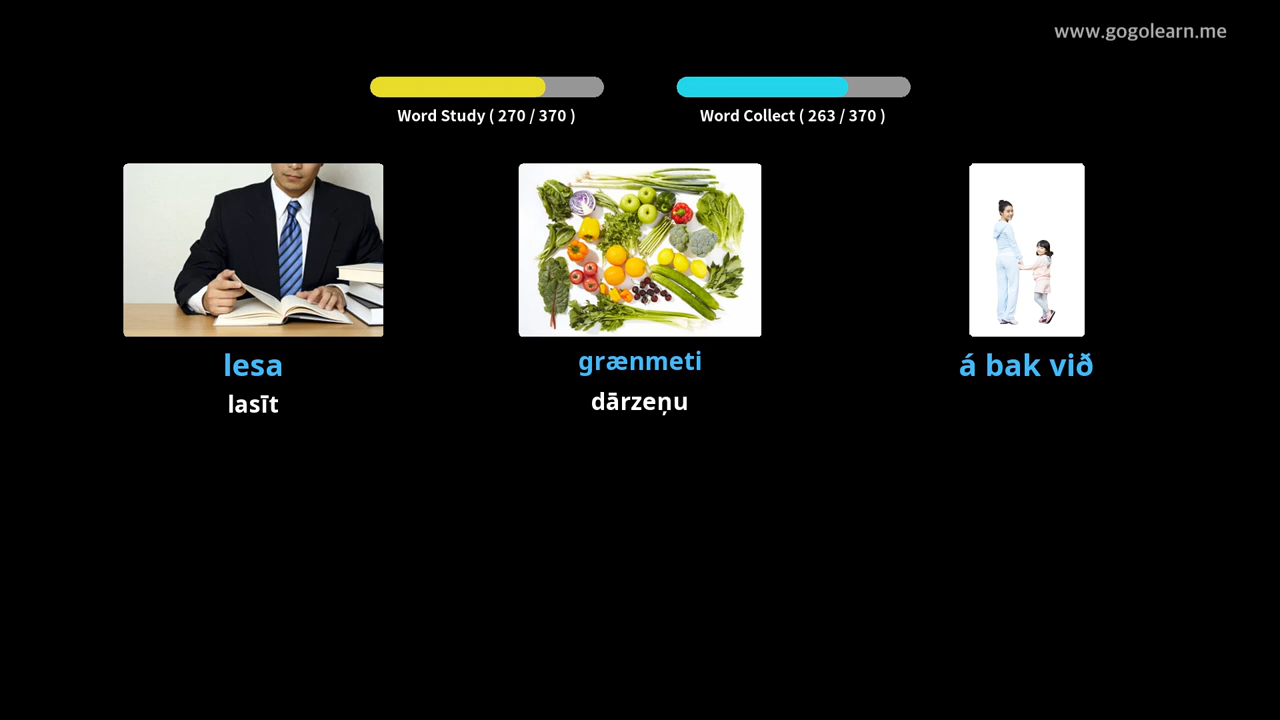 www.gogolearn.me
Word Study ( 270 / 370 )
Word Collect ( 263 / 370 )
lesa
lasīt
grænmeti
dārzeņu
á bak við